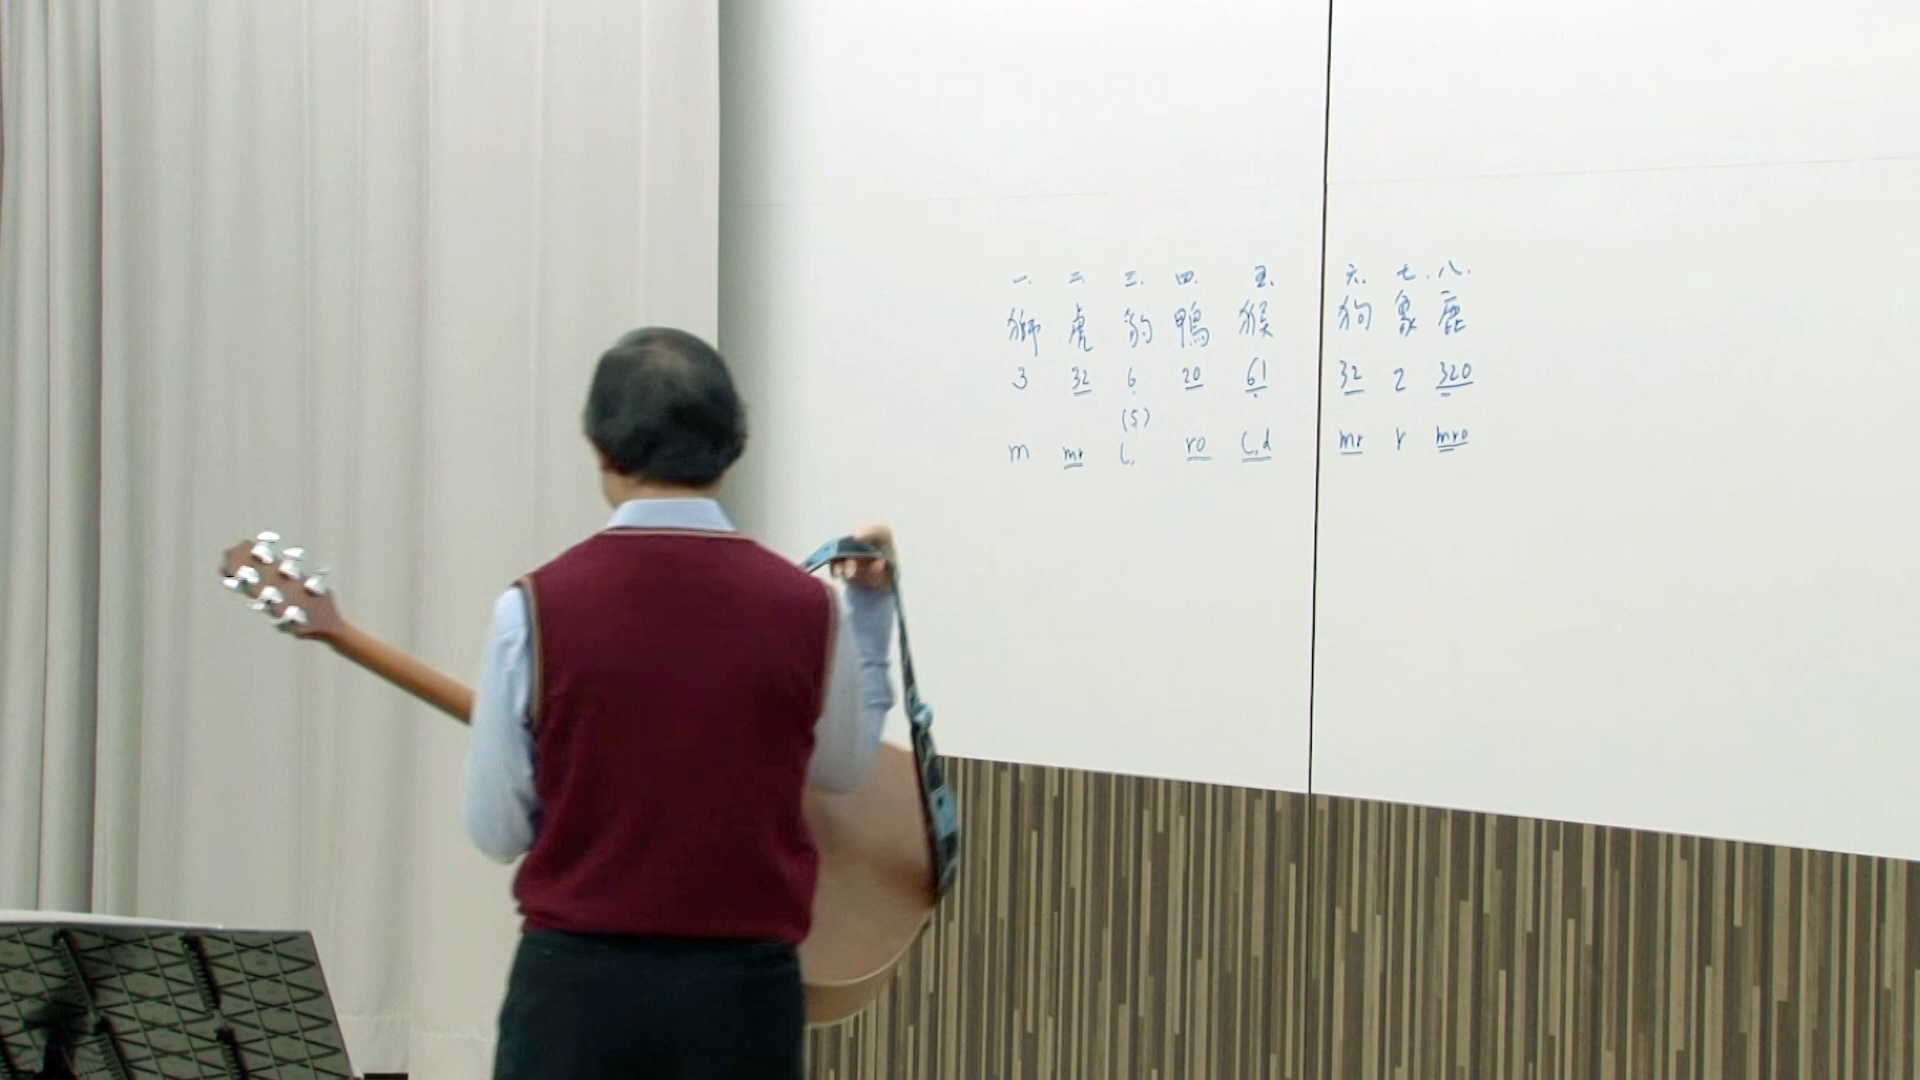 一. 二. 三. 四. 五. 六. 七. 八.
獅 虎 豹 鴨 猴 狗 象 鹿
3 32 6 20 61 32 2 320
(5)
m mr l, ro l,d mr r mro